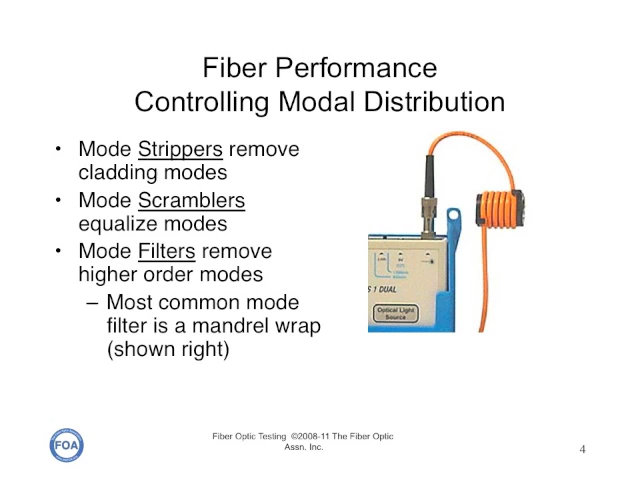 Fiber Performance
Controlling Modal Distribution
• Mode Strippers remove
cladding modes
• Mode Scramblers
equalize modes
• Mode Filters remove
higher order modes
– Most common mode
filter is a mandrel wrap
(shown right)
S 1 DUAL
Optical Light
Source
FOA
Fiber Optic Testing ©2008-11 The Fiber Optic
Assn. Inc.
4